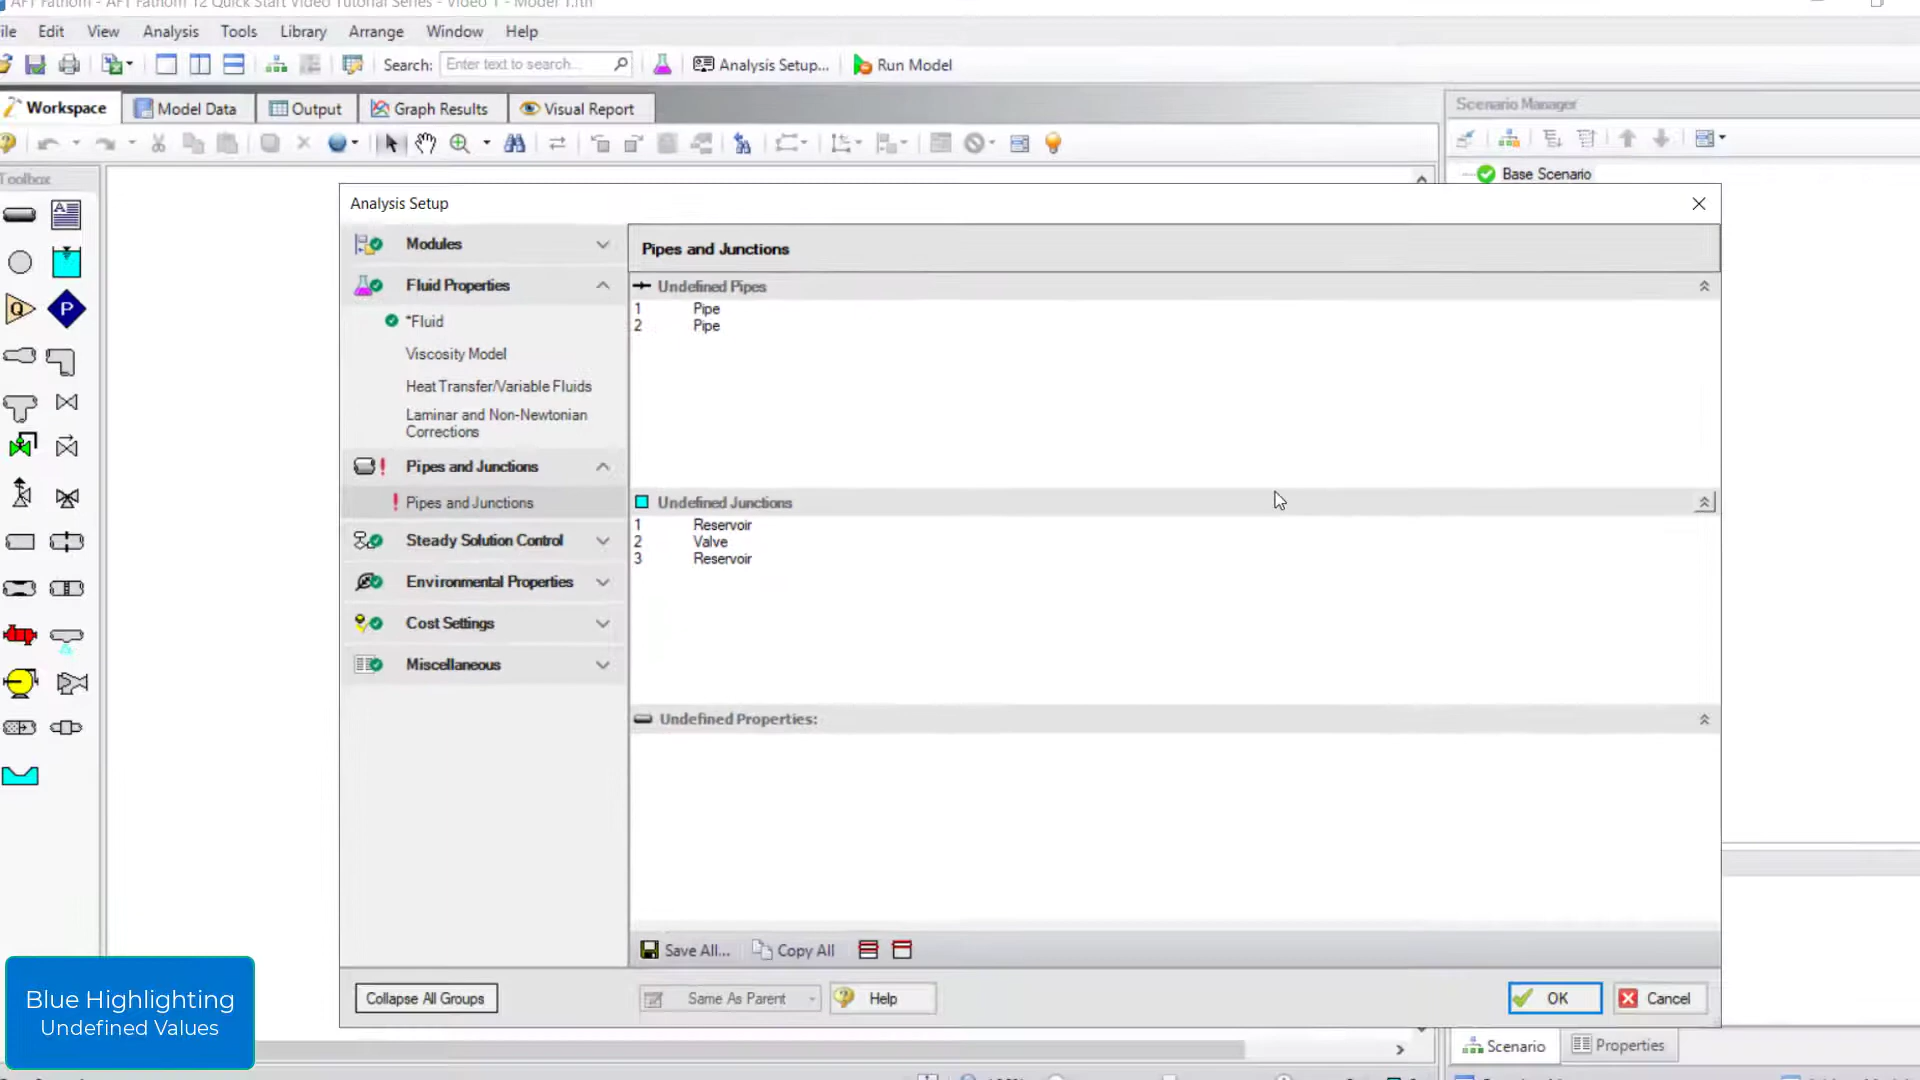 AFT Fathom - AFT Fathom 12 Quick Start Video Tutorial Series - Video 1 - Model 1.fth
File Edit View Analysis Tools Library Arrange Window Help
Search: Enter text to search... Analysis Setup... Run Model
Workspace Model Data Output Graph Results Visual Report
Scenario Manager
Toolbox
Base Scenario
Analysis Setup
Modules
Pipes and Junctions
Fluid Properties
Undefined Pipes
1 Pipe
*Fluid
2 Pipe
Viscosity Model
Heat Transfer/Variable Fluids
Laminar and Non-Newtonian
Corrections
Pipes and Junctions
Pipes and Junctions
Undefined Junctions
1 Reservoir
2 Valve
3 Reservoir
Steady Solution Control
Environmental Properties
Cost Settings
Miscellaneous
Undefined Properties:
Q
P
A
Save All... Copy All
Collapse All Groups Same As Parent Help OK Cancel
Blue Highlighting
Undefined Values
Scenario Properties